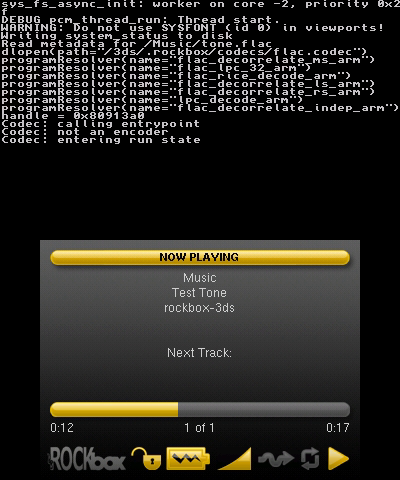 sys_fs_async_init: worker on core -2, priority 0x2
f
DEBUG pcm_thread_run: Thread start.
WARNING: Do not use SYSFONT (id 0) in viewports!
Writing system_status to disk
Read metadata for /Music/tone.flac
dlopen(path="/3ds/.rockbox/codecs/flac.codec")
programResolver(name="flac_decorrelate_ms_arm")
programResolver(name="flac_lpc_32_arm")
programResolver(name="flac_rice_decode_arm")
programResolver(name="flac_decorrelate_ls_arm")
programResolver(name="flac_decorrelate_rs_arm")
programResolver(name="lpc_decode_arm")
programResolver(name="flac_decorrelate_indep_arm")
handle = 0x80913a0
Codec: calling entrypoint
Codec: not an encoder
Codec: entering run state
NOW PLAYING
Music
Test Tone
rockbox-3ds
Next Track:
0:12 1 of 1 0:17
ROCKbox